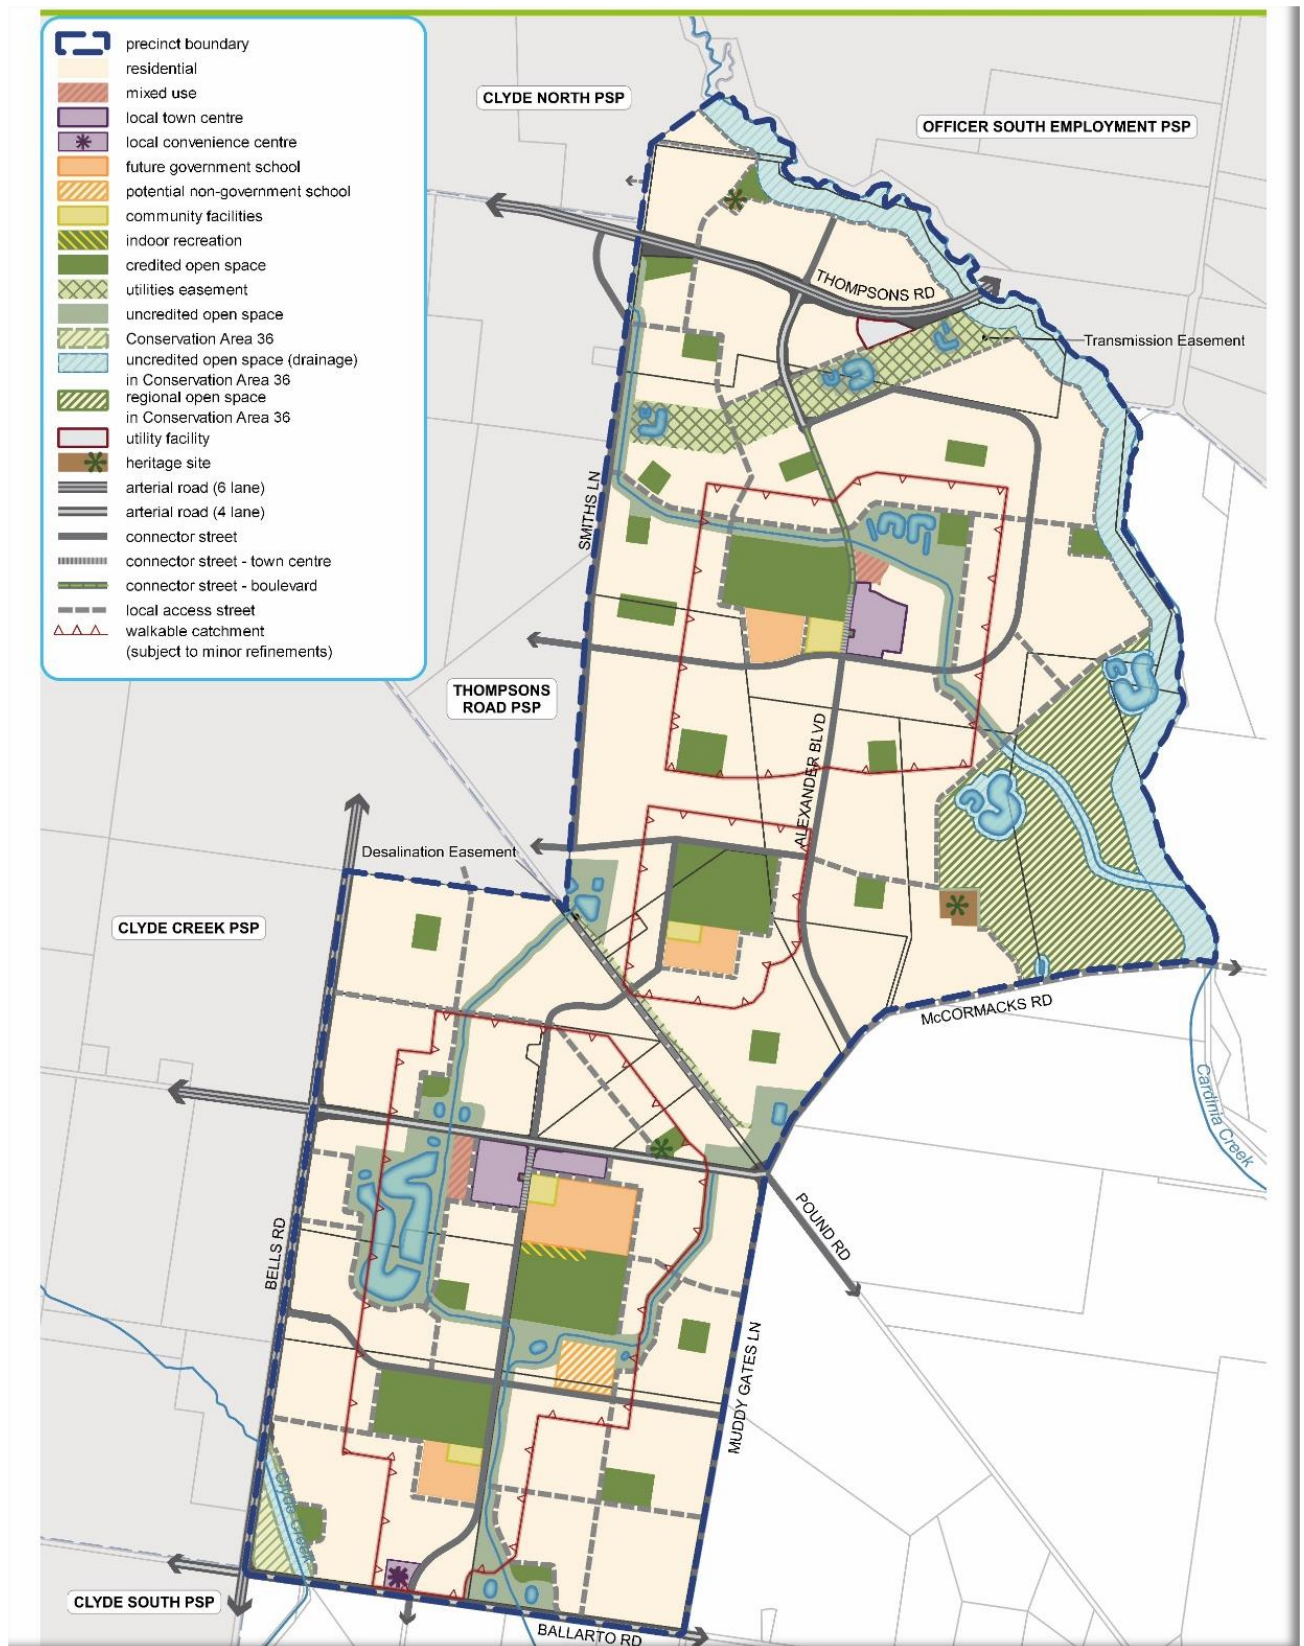 precinct boundary
residential
mixed use
local town centre
local convenience centre
future government school
potential non-government school
community facilities
indoor recreation
credited open space
utilities easement
uncredited open space
Conservation Area 36
uncredited open space (drainage)
in Conservation Area 36
regional open space
in Conservation Area 36
utility facility
heritage site
arterial road (6 lane)
arterial road (4 lane)
connector street
connector street - town centre
connector street - boulevard
local access street
walkable catchment
(subject to minor refinements)
CLYDE NORTH PSP
OFFICER SOUTH EMPLOYMENT PSP
THOMPSONS RD
Transmission Easement
SMITHS LN
THOMPSONS
ROAD PSP
ALEXANDER BLVD
Desalination Easement
CLYDE CREEK PSP
McCORMACKS RD
Cardinia Creek
POUND RD
BELLS RD
MUDDY GATES LN
Clyde Creek
CLYDE SOUTH PSP
BALLARTO RD